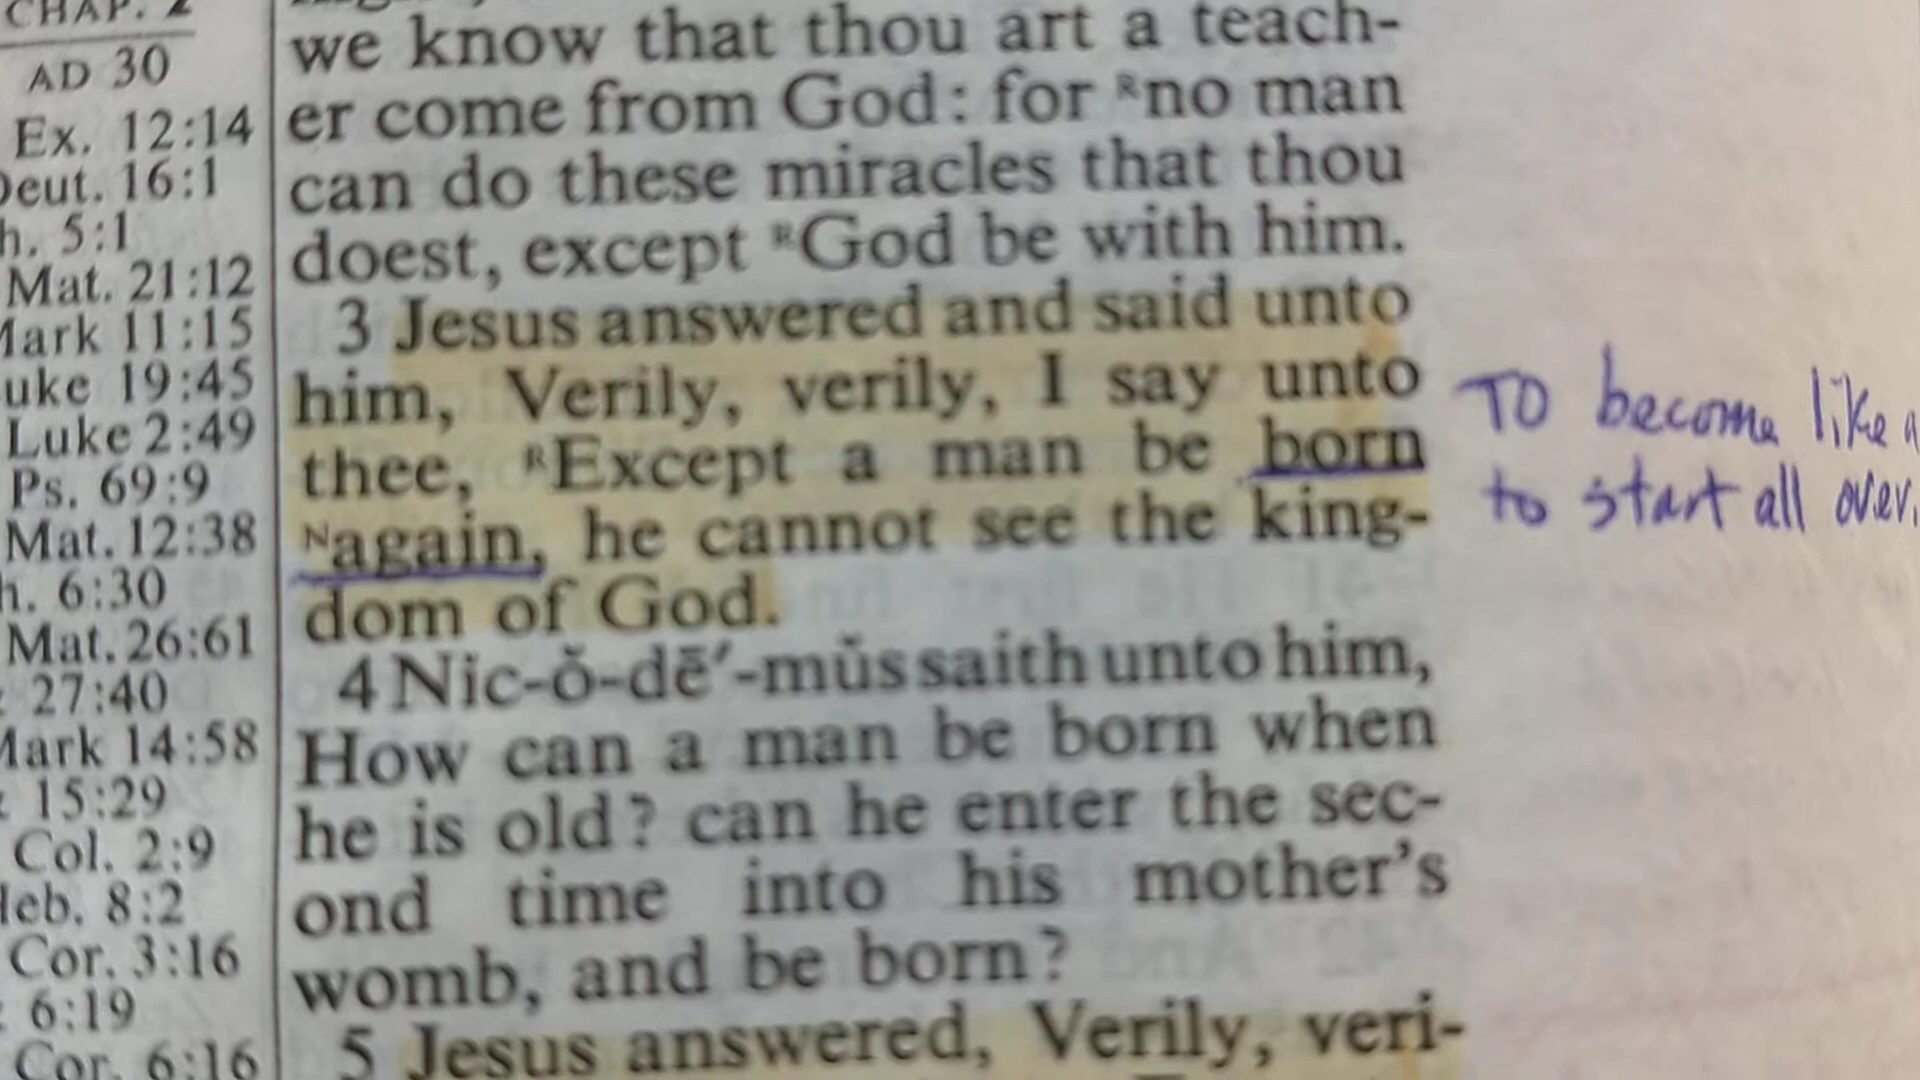 CHAP. 2
AD 30
Ex. 12:14
Deut. 16:1
h. 5:1
Mat. 21:12
Mark 11:15
uke 19:45
Luke 2:49
Ps. 69:9
Mat. 12:38
h. 6:30
Mat. 26:61
27:40
Mark 14:58
15:29
Col. 2:9
Heb. 8:2
Cor. 3:16
6:19
Cor. 6:16
we know that thou art a teach-
er come from God: for ᴿno man
can do these miracles that thou
doest, except ᴿGod be with him.
3 Jesus answered and said unto
him, Verily, verily, I say unto
thee, ᴿExcept a man be born
ᴺagain, he cannot see the king-
dom of God.
4 Nic-ŏ-dē′-mŭs saith unto him,
How can a man be born when
he is old? can he enter the sec-
ond time into his mother's
womb, and be born?
5 Jesus answered, Verily, veri-
TO become like a
to start all over.